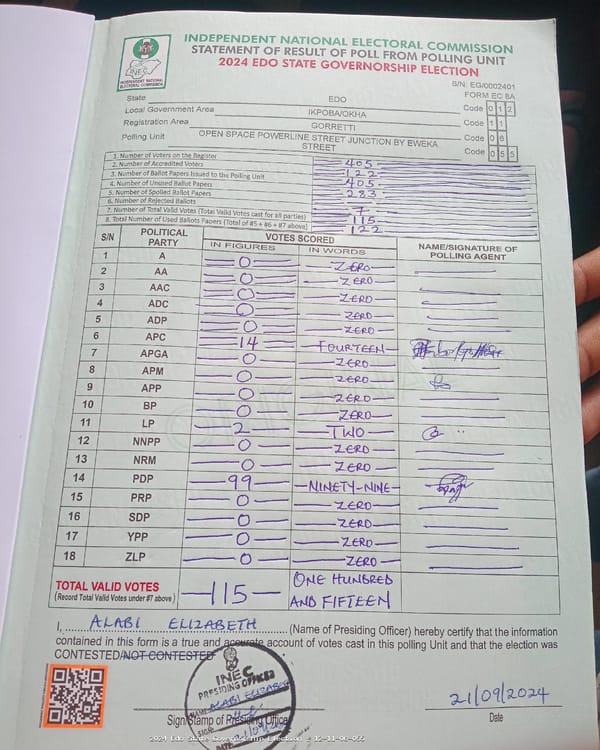 INDEPENDENT NATIONAL ELECTORAL COMMISSION
STATEMENT OF RESULT OF POLL FROM POLLING UNIT
2024 EDO STATE GOVERNORSHIP ELECTION
INEC
INDEPENDENT NATIONAL ELECTORAL COMMISSION
S/N: EG/0002401
FORM EC 8A
State EDO Code 0 1 2
Local Government Area IKPOBA/OKHA Code 1 1
Registration Area GORRETTI Code 0 6
Polling Unit OPEN SPACE POWERLINE STREET JUNCTION BY EWEKA STREET Code 0 5 5
1. Number of Voters on the Register 405
2. Number of Accredited Voters 122
3. Number of Ballot Papers Issued to the Polling Unit 405
4. Number of Unused Ballot Papers 283
5. Number of Spoiled Ballot Papers
6. Number of Rejected Ballots 7
7. Number of Total Valid Votes (Total Valid Votes cast for all parties) 115
8. Total Number of Used Ballots Papers (Total of #5 + #6 + #7 above) 122
S/N POLITICAL PARTY VOTES SCORED NAME/SIGNATURE OF POLLING AGENT
IN FIGURES IN WORDS
1 A 0 ZERO
2 AA 0 ZERO
3 AAC 0 ZERO
4 ADC 0 ZERO
5 ADP 0 ZERO
6 APC 14 FOURTEEN
7 APGA 0 ZERO
8 APM 0 ZERO
9 APP 0 ZERO
10 BP 0 ZERO
11 LP 2 TWO
12 NNPP 0 ZERO
13 NRM 0 ZERO
14 PDP 99 NINETY-NINE
15 PRP 0 ZERO
16 SDP 0 ZERO
17 YPP 0 ZERO
18 ZLP 0 ZERO
TOTAL VALID VOTES 115 ONE HUNDRED AND FIFTEEN
(Record Total Valid Votes under #7 above)
I, ALABI ELIZABETH (Name of Presiding Officer) hereby certify that the information
contained in this form is a true and accurate account of votes cast in this polling Unit and that the election was
CONTESTED/NOT CONTESTED
INEC
PRESIDING OFFICER
ALABI ELIZABETH
SIGN
DATE
Sign/Stamp of Presiding Officer
21/09/2024
Date
2024 Edo State Governorship Election - 12-11-06-055